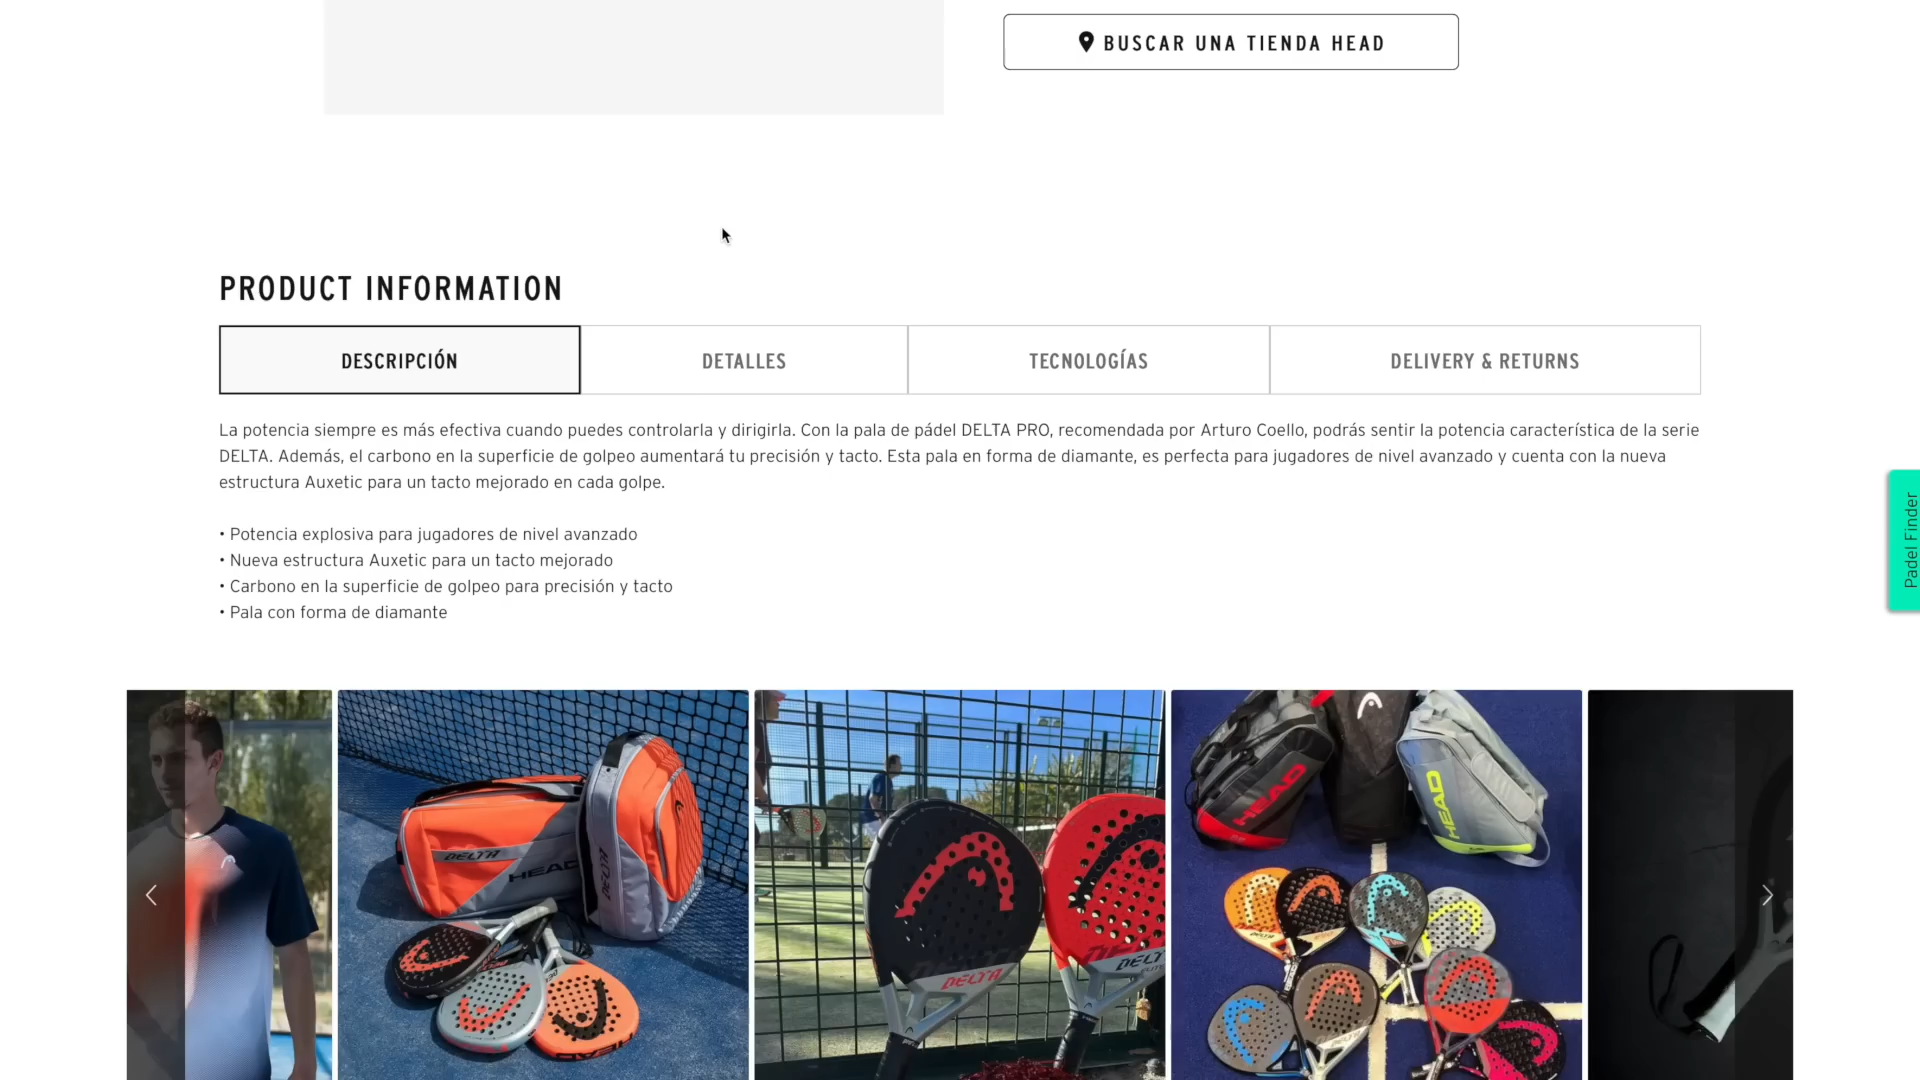 BUSCAR UNA TIENDA HEAD
PRODUCT INFORMATION
DESCRIPCIÓN
DETALLES
TECNOLOGÍAS
DELIVERY & RETURNS
La potencia siempre es más efectiva cuando puedes controlarla y dirigirla. Con la pala de pádel DELTA PRO, recomendada por Arturo Coello, podrás sentir la potencia característica de la serie
DELTA. Además, el carbono en la superficie de golpeo aumentará tu precisión y tacto. Esta pala en forma de diamante, es perfecta para jugadores de nivel avanzado y cuenta con la nueva
estructura Auxetic para un tacto mejorado en cada golpe.
• Potencia explosiva para jugadores de nivel avanzado
• Nueva estructura Auxetic para un tacto mejorado
• Carbono en la superficie de golpeo para precisión y tacto
• Pala con forma de diamante
Padel Finder
DELTA
HEAD
DELTA
HEAD
DELTA
DELTA
HEAD
HEAD